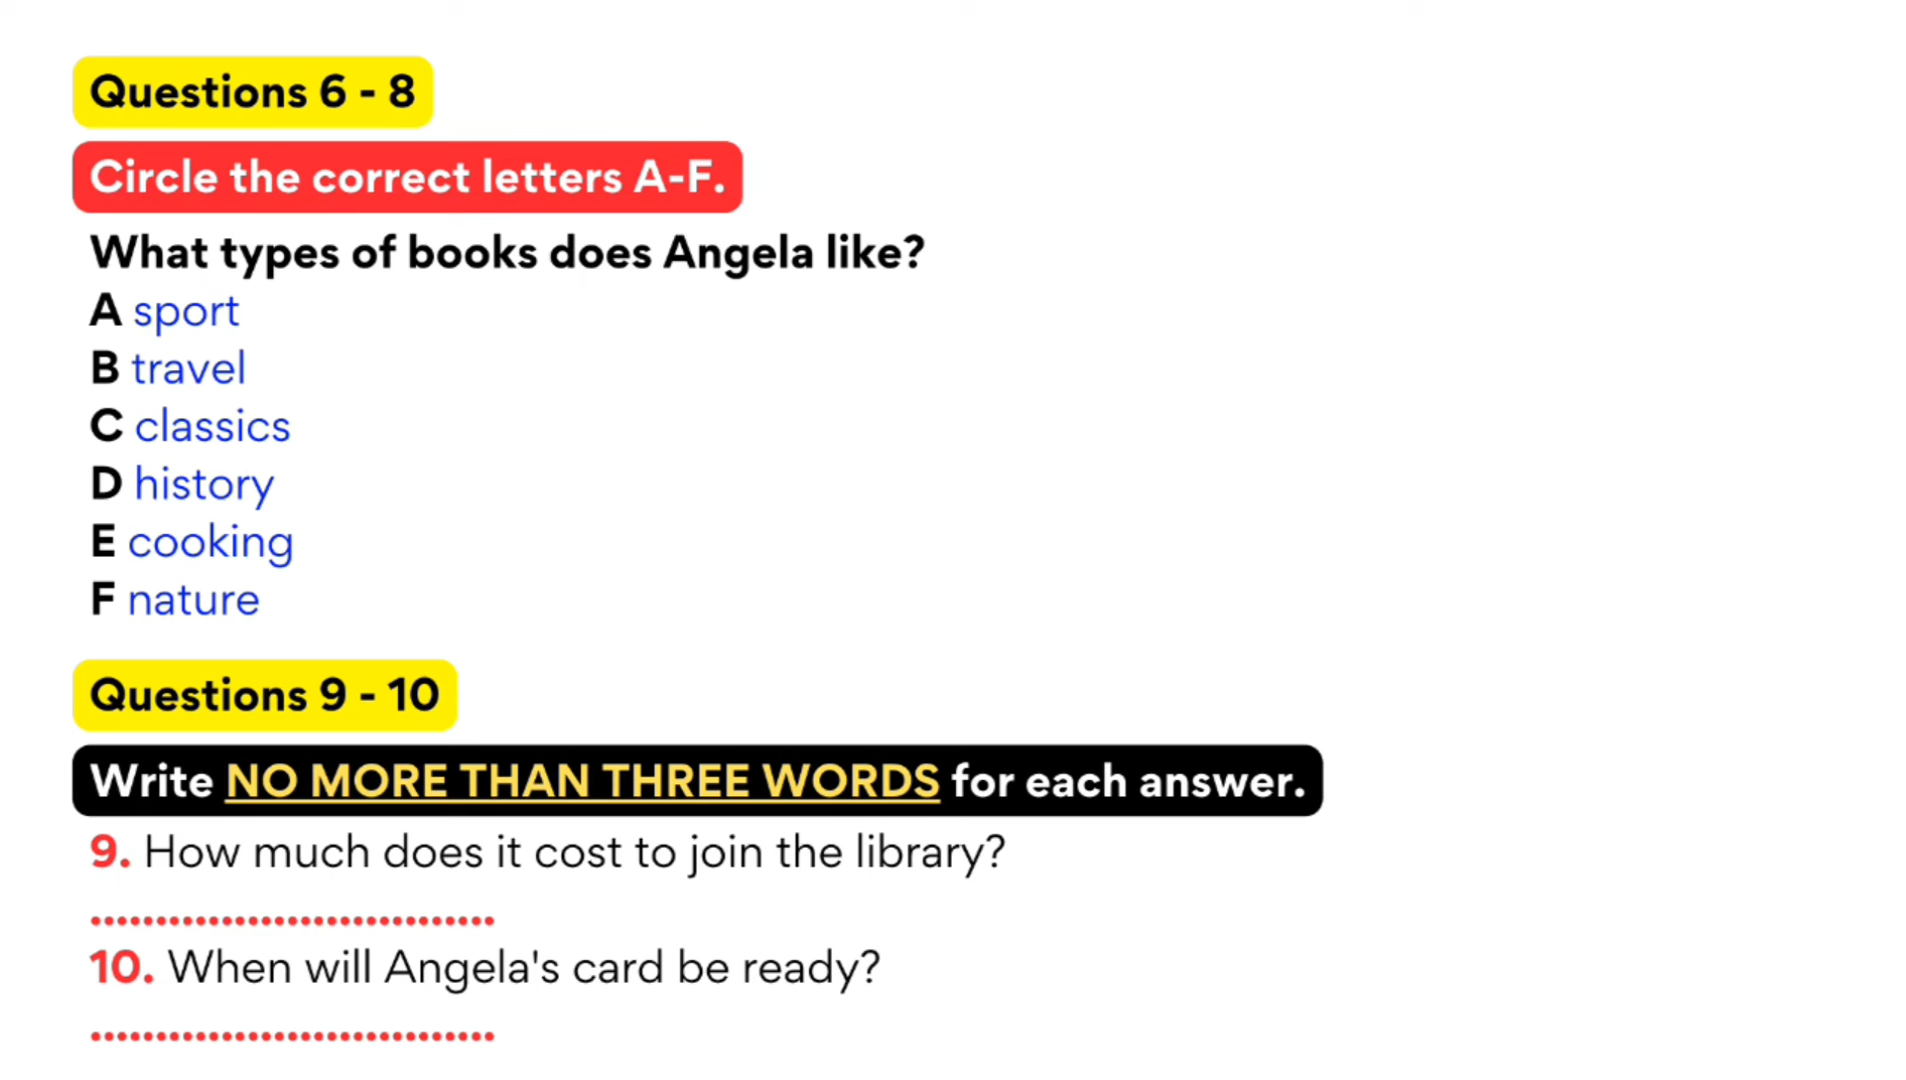 Questions 6 - 8
Circle the correct letters A-F.
What types of books does Angela like?
A sport
B travel
C classics
D history
E cooking
F nature
Questions 9 - 10
Write NO MORE THAN THREE WORDS for each answer.
9. How much does it cost to join the library?
...............................
10. When will Angela's card be ready?
...............................